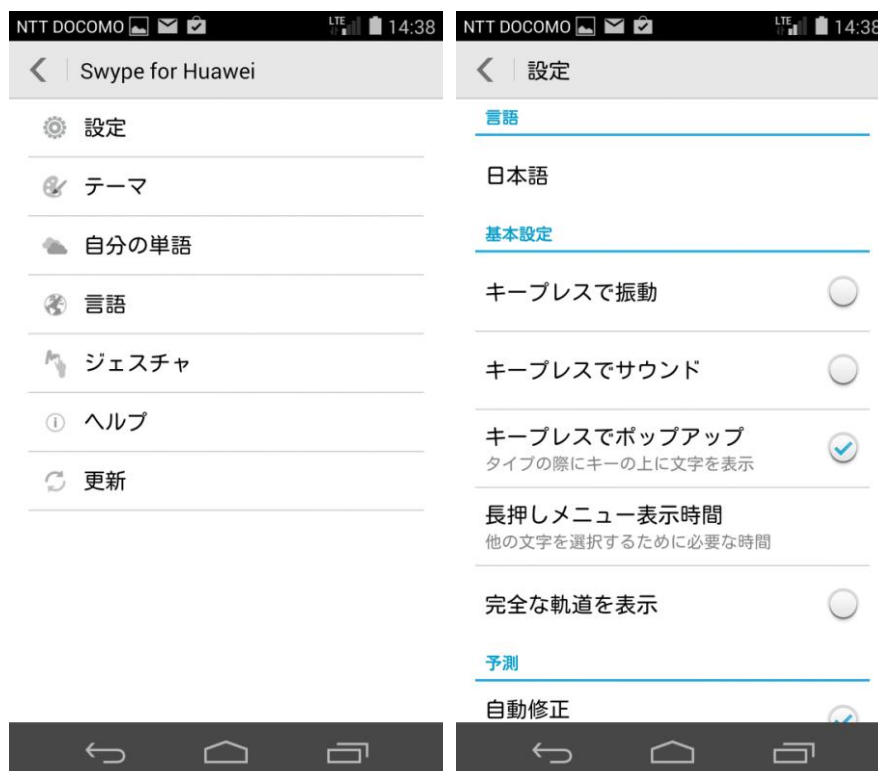 NTT DOCOMO LTE 14:38
Swype for Huawei
設定
テーマ
自分の単語
言語
ジェスチャ
ヘルプ
更新
NTT DOCOMO LTE 14:38
設定
言語
日本語
基本設定
キープレスで振動
キープレスでサウンド
キープレスでポップアップ
タイプの際にキーの上に文字を表示
長押しメニュー表示時間
他の文字を選択するために必要な時間
完全な軌道を表示
予測
自動修正